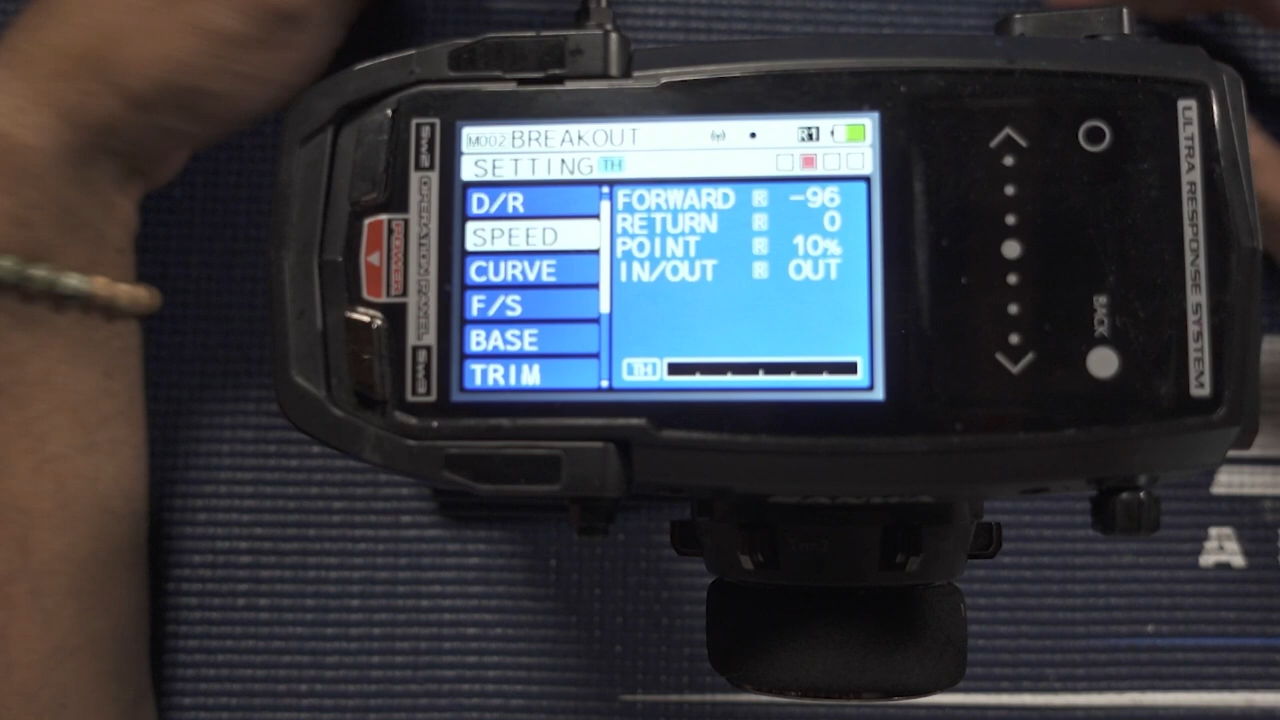 M002 BREAKOUT R1
SETTING TH
D/R
SPEED
CURVE
F/S
BASE
TRIM
FORWARD R -96
RETURN R 0
POINT R 10%
IN/OUT R OUT
TH
SW2
OPERATION PANEL
SW3
POWER
BACK
ULTRA RESPONSE SYSTEM
A